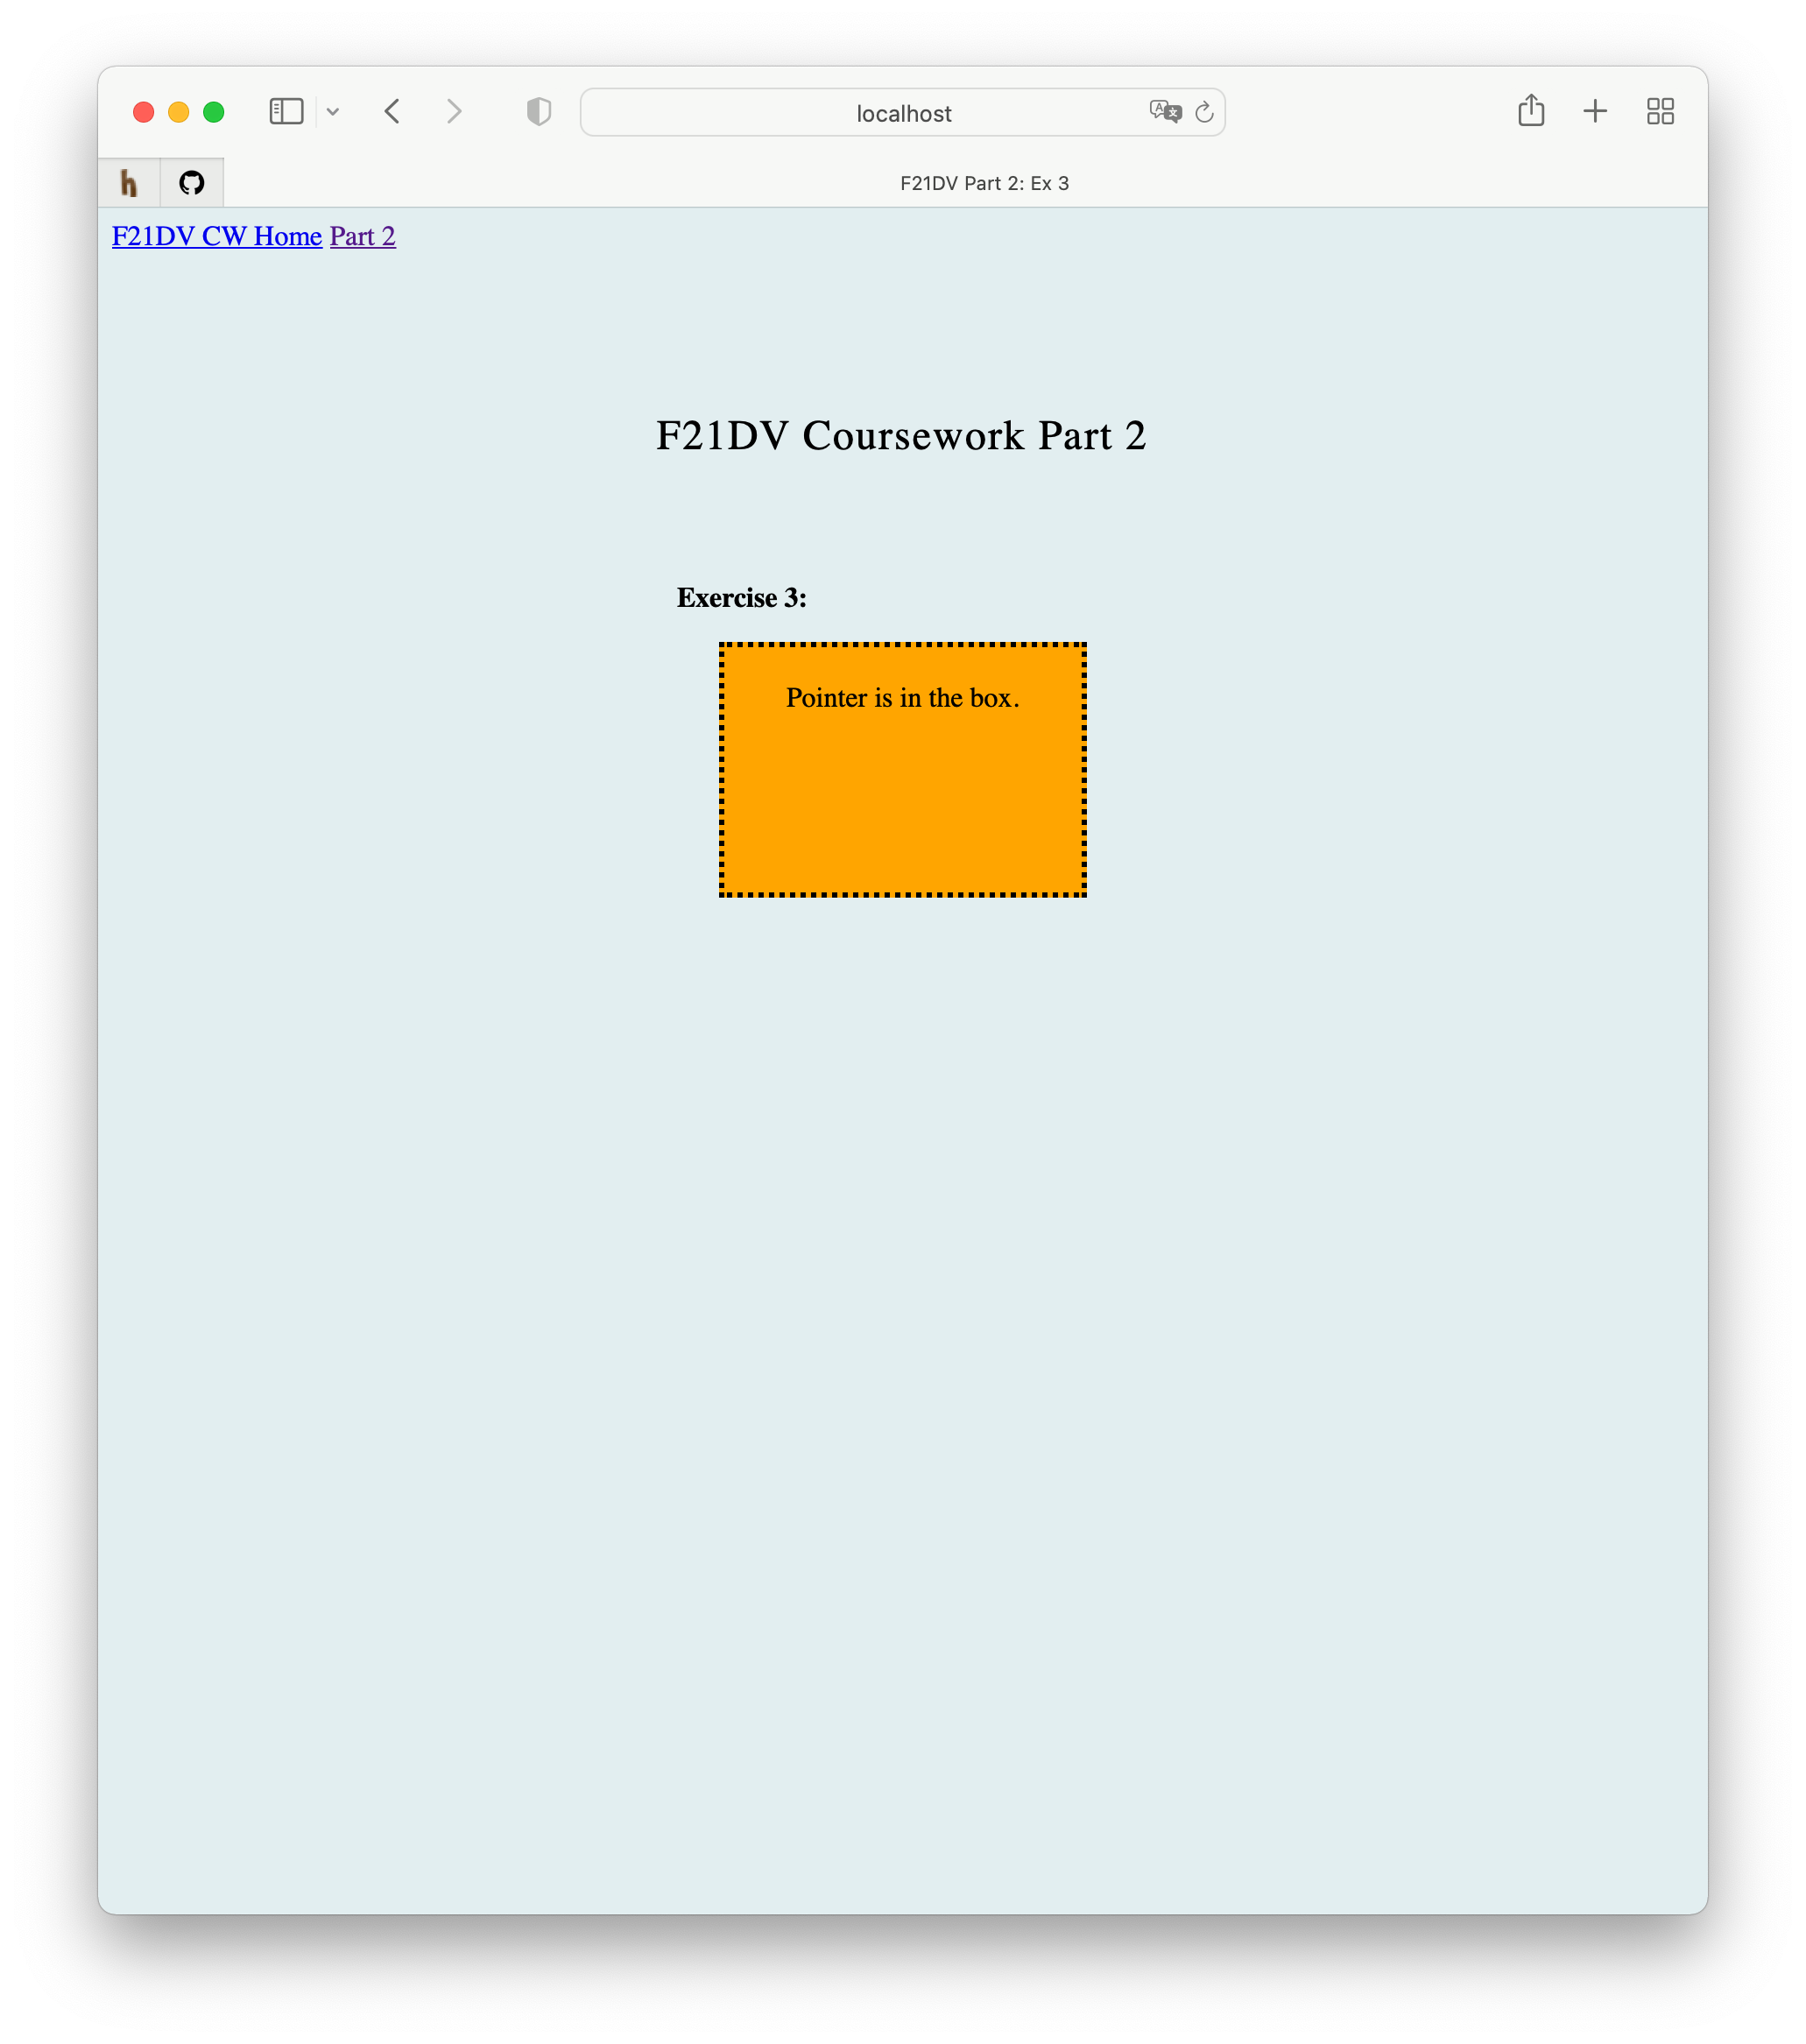 localhost
F21DV Part 2: Ex 3
F21DV CW Home Part 2
F21DV Coursework Part 2
Exercise 3:
Pointer is in the box.